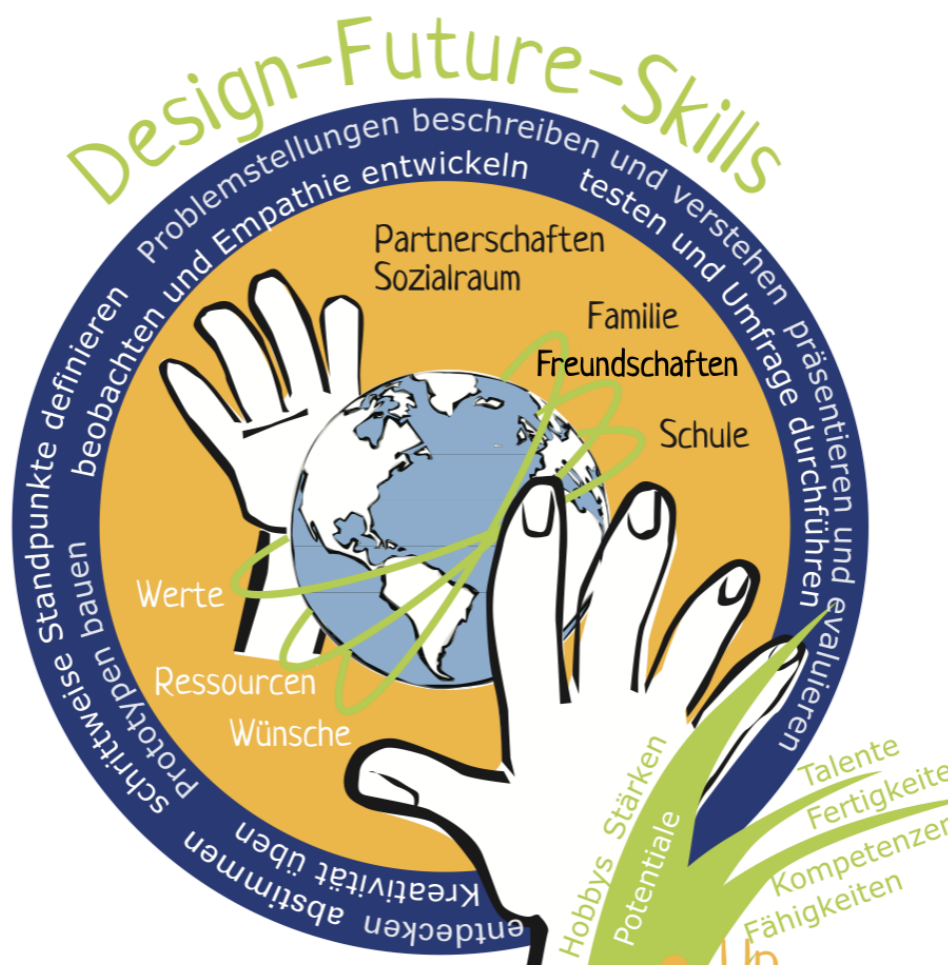 Design-Future-Skills
Problemstellungen beschreiben und verstehen
präsentieren und evaluieren
beobachten und Empathie entwickeln
testen und Umfrage durchführen
schrittweise Standpunkte definieren
Prototypen bauen
entdecken abstimmen
Kreativität üben
Partnerschaften
Sozialraum
Familie
Freundschaften
Schule
Werte
Ressourcen
Wünsche
Hobbys Stärken
Potentiale
Talente
Fertigkeite
Kompetenzen
Fähigkeiten
Up